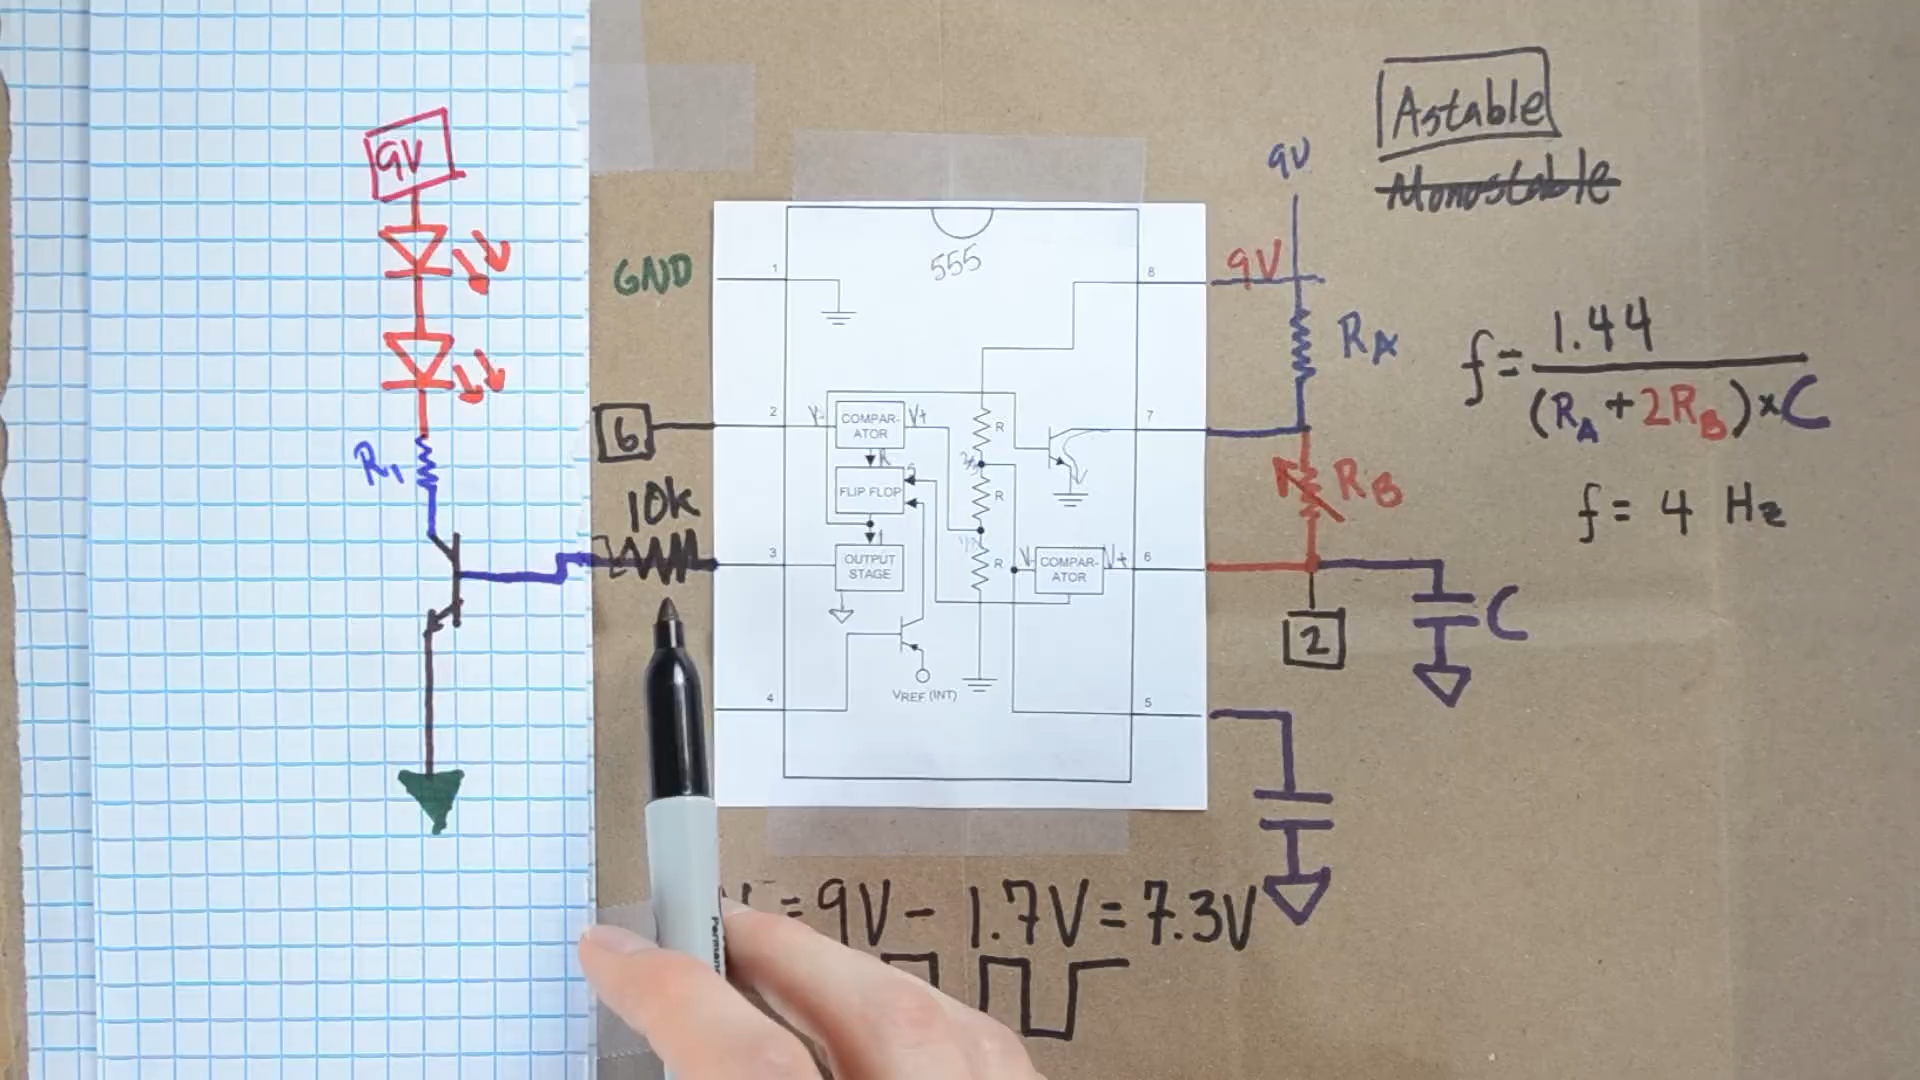 9V
R1
10k
GND
6
555
1
2
3
4
8
7
6
5
V-
COMPAR-
ATOR
V+
R
FLIP FLOP
S
OUTPUT
STAGE
R
R
R
2/3
V-
COMPAR-
ATOR
V+
VREF (INT)
9V
9V
RA
RB
2
C
Astable
Monostable
f = 1.44
(RA + 2RB) × C
f = 4 Hz
= 9V - 1.7V = 7.3V